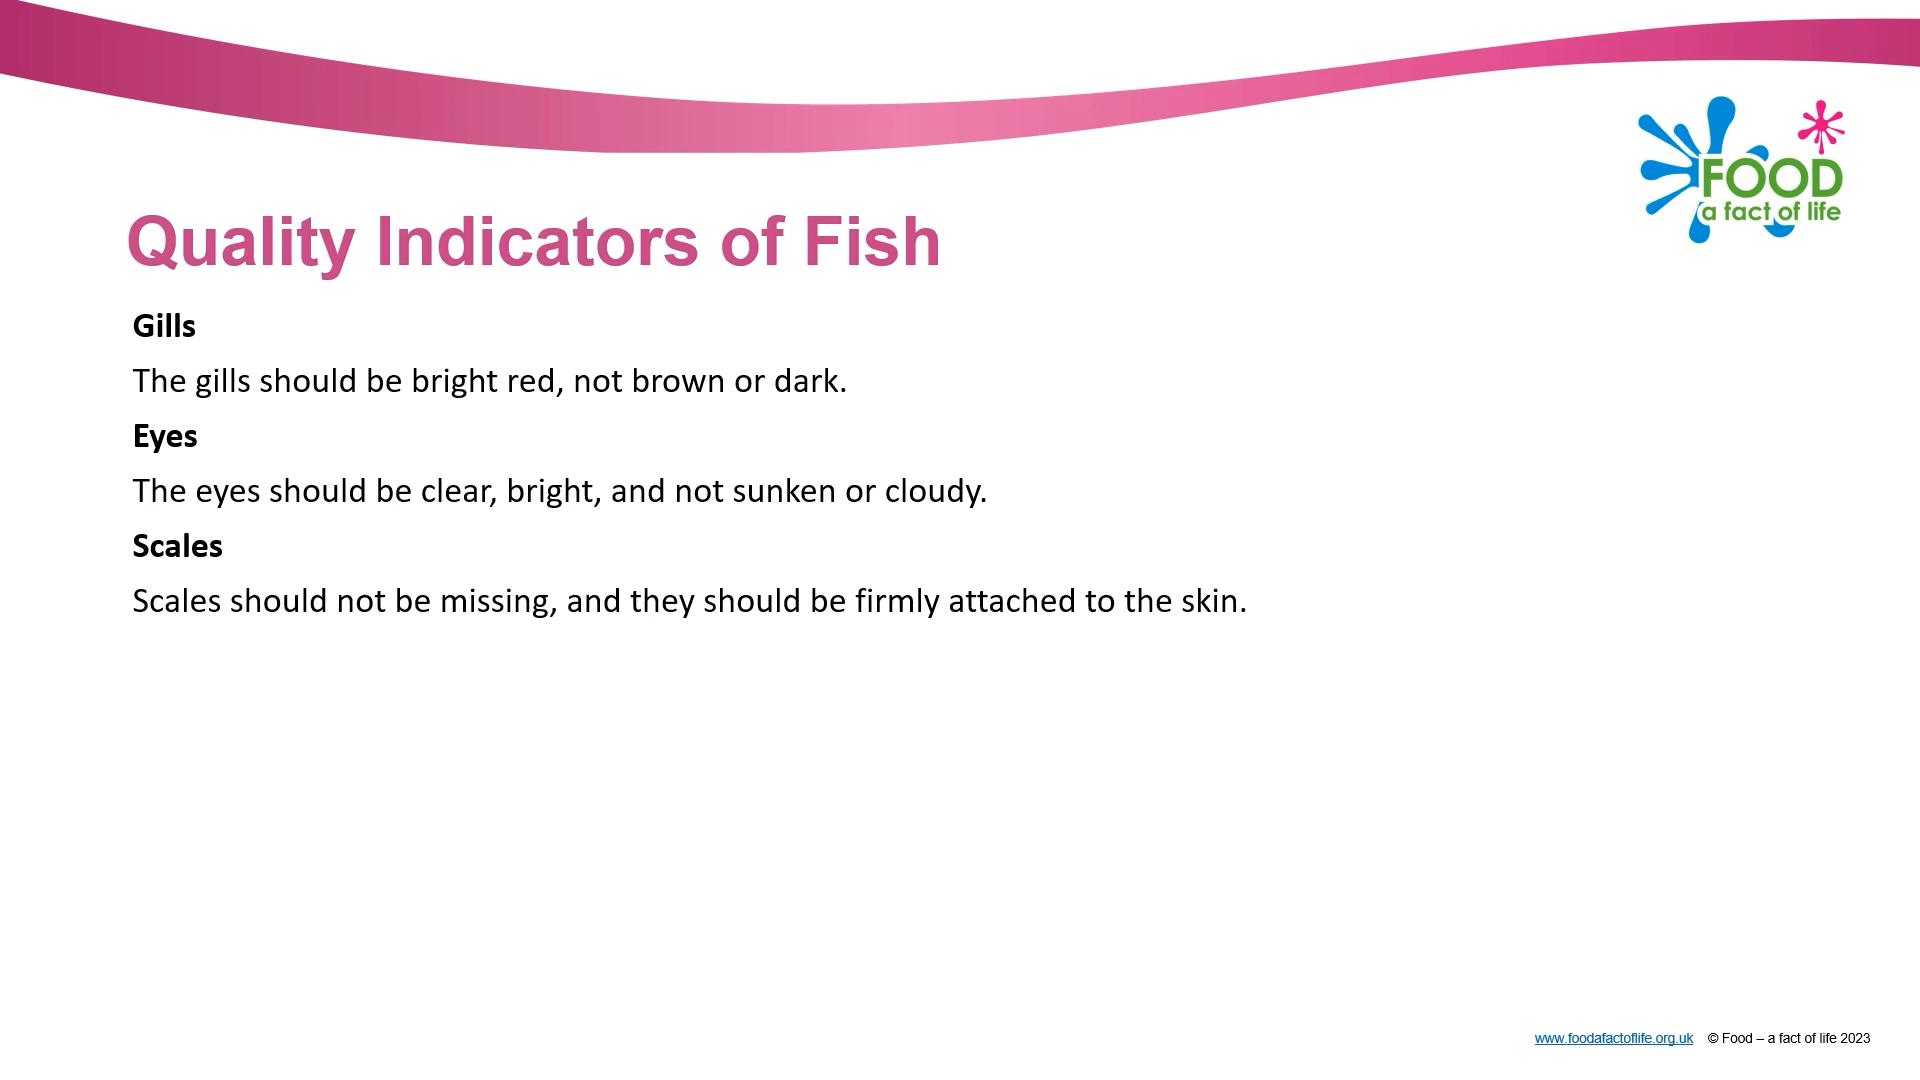 FOOD
a fact of life
Quality Indicators of Fish
Gills
The gills should be bright red, not brown or dark.
Eyes
The eyes should be clear, bright, and not sunken or cloudy.
Scales
Scales should not be missing, and they should be firmly attached to the skin.
www.foodafactoflife.org.uk © Food – a fact of life 2023